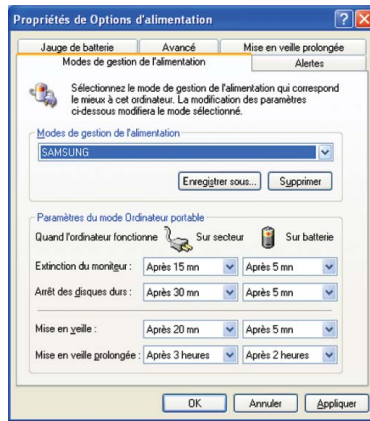 Propriétés de Options d'alimentation
Jauge de batterie Avancé Mise en veille prolongée
Modes de gestion de l'alimentation Alertes
Sélectionnez le mode de gestion de l'alimentation qui correspond
le mieux à cet ordinateur. La modification des paramètres
ci-dessous modifiera le mode sélectionné.
Modes de gestion de l'alimentation
SAMSUNG
Enregistrer sous... Supprimer
Paramètres du mode Ordinateur portable
Quand l'ordinateur fonctionne Sur secteur Sur batterie
Extinction du moniteur : Après 15 mn Après 5 mn
Arrêt des disques durs : Après 30 mn Après 5 mn
Mise en veille : Après 20 mn Après 5 mn
Mise en veille prolongée : Après 3 heures Après 2 heures
OK Annuler Appliquer